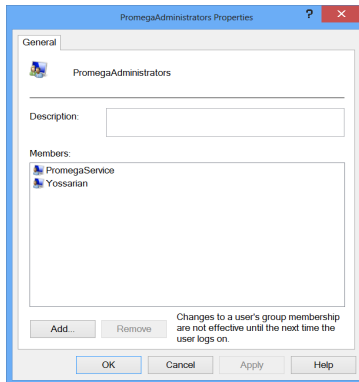 PromegaAdministrators Properties
?
General
PromegaAdministrators
Description:
Members:
PromegaService
Yossarian
Add...
Remove
Changes to a user's group membership
are not effective until the next time the
user logs on.
OK
Cancel
Apply
Help